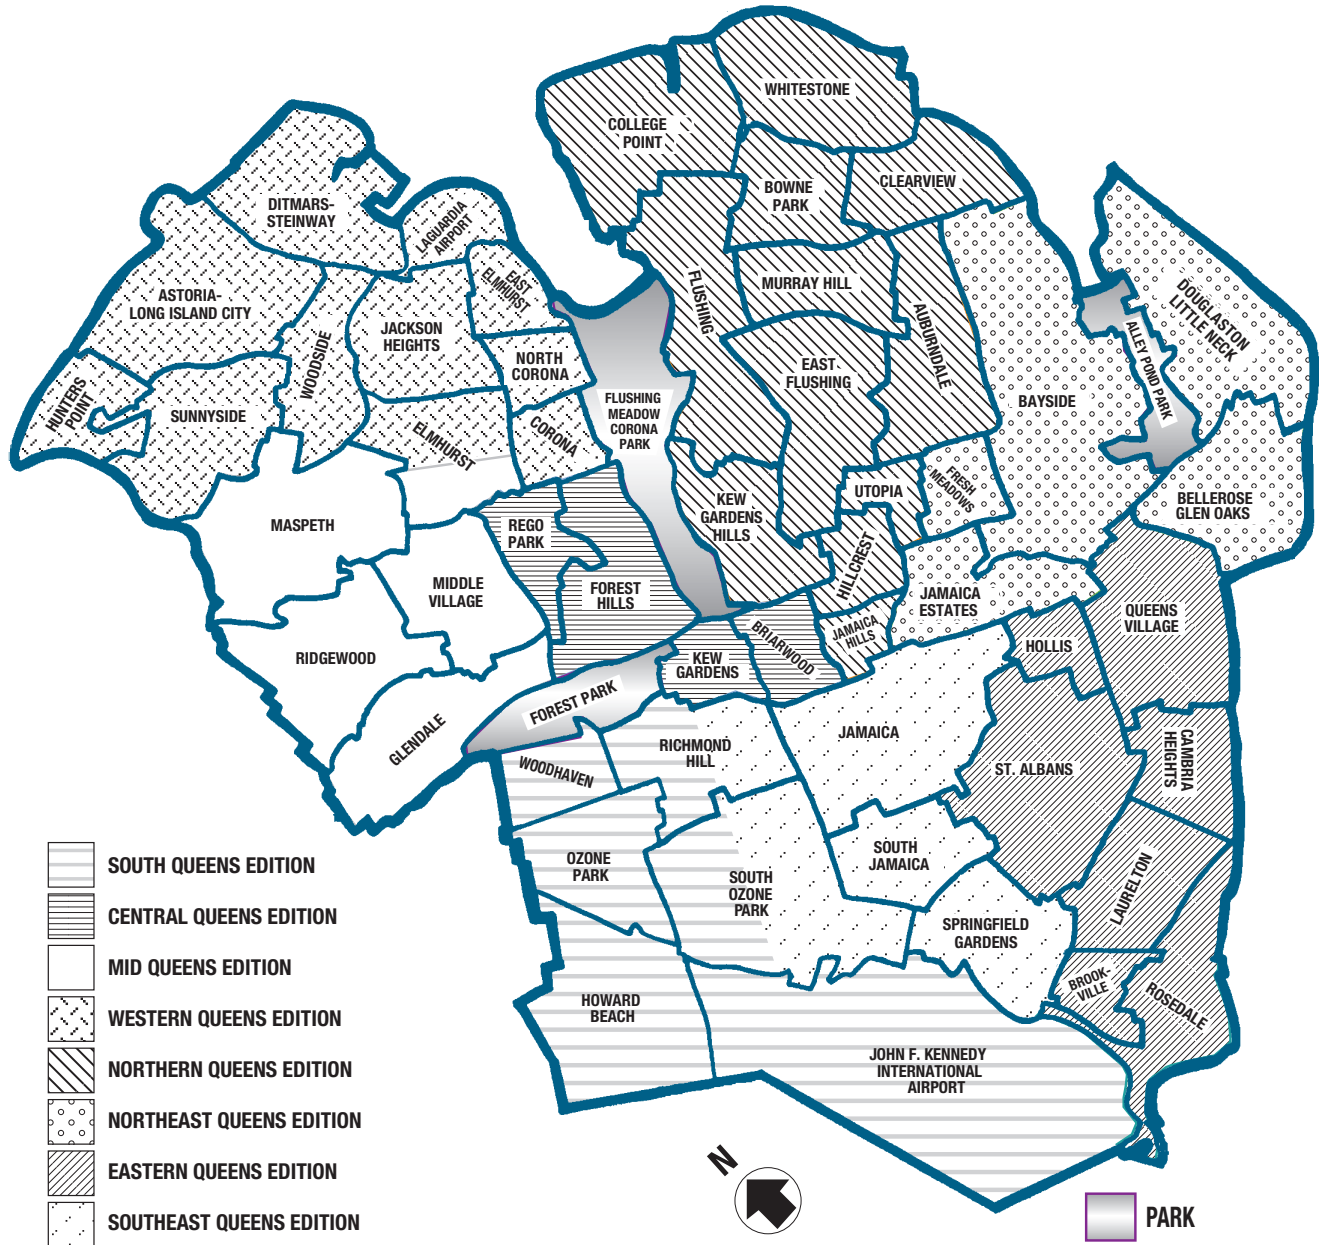 WHITESTONE
COLLEGE
POINT
CLEARVIEW
BOWNE
PARK
DITMARS-
STEINWAY
LAGUARDIA
AIRPORT
EAST
ELMHURST
ASTORIA-
LONG ISLAND CITY
FLUSHING
MURRAY HILL
AUBURNDALE
DOUGLASTON
LITTLE NECK
ALLEY POND PARK
JACKSON
HEIGHTS
WOODSIDE
NORTH
CORONA
EAST
FLUSHING
BAYSIDE
HUNTERS
POINT
SUNNYSIDE
FLUSHING
MEADOW
CORONA
PARK
ELMHURST
CORONA
FRESH
MEADOWS
UTOPIA
BELLEROSE
GLEN OAKS
KEW
GARDENS
HILLS
MASPETH
REGO
PARK
HILLCREST
MIDDLE
VILLAGE
FOREST
HILLS
JAMAICA
ESTATES
QUEENS
VILLAGE
BRIARWOOD
JAMAICA
HILLS
HOLLIS
RIDGEWOOD
KEW
GARDENS
FOREST PARK
GLENDALE
RICHMOND
HILL
JAMAICA
CAMBRIA
HEIGHTS
ST. ALBANS
WOODHAVEN
OZONE
PARK
SOUTH
JAMAICA
SOUTH
OZONE
PARK
LAURELTON
SPRINGFIELD
GARDENS
BROOK-
VILLE
ROSEDALE
HOWARD
BEACH
JOHN F. KENNEDY
INTERNATIONAL
AIRPORT
SOUTH QUEENS EDITION
CENTRAL QUEENS EDITION
MID QUEENS EDITION
WESTERN QUEENS EDITION
NORTHERN QUEENS EDITION
NORTHEAST QUEENS EDITION
EASTERN QUEENS EDITION
SOUTHEAST QUEENS EDITION
N
PARK